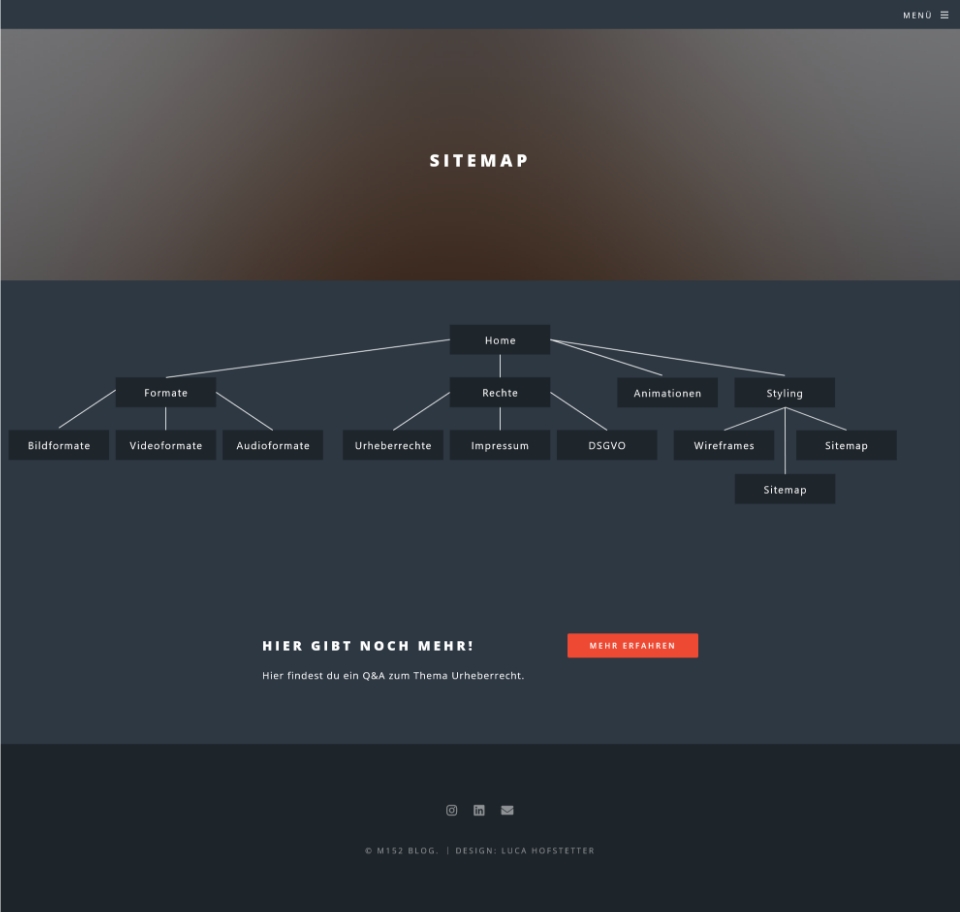 MENÜ
SITEMAP
Home
Formate
Rechte
Animationen
Styling
Bildformate
Videoformate
Audioformate
Urheberrechte
Impressum
DSGVO
Wireframes
Sitemap
Sitemap
HIER GIBT NOCH MEHR!
MEHR ERFAHREN
Hier findest du ein Q&A zum Thema Urheberrecht.
© M152 BLOG. | DESIGN: LUCA HOFSTETTER